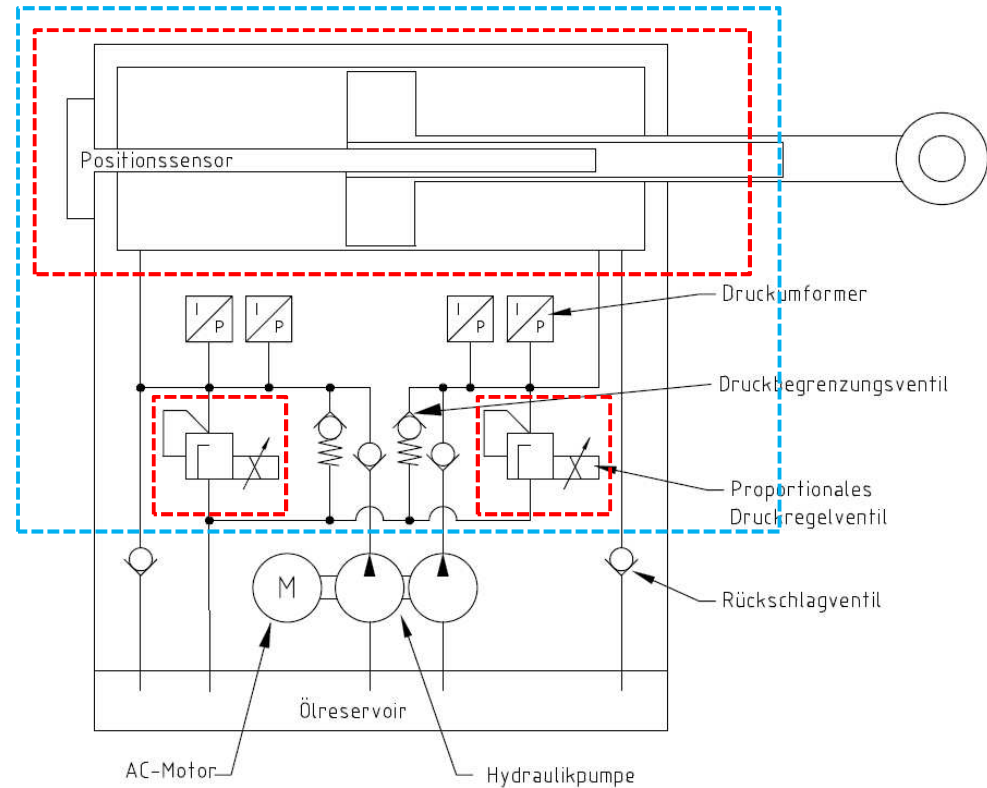 Positionssensor
I
P
I
P
I
P
I
P
Druckumformer
Druckbegrenzungsventil
Proportionales
Druckregelventil
M
Rückschlagventil
Ölreservoir
AC-Motor
Hydraulikpumpe